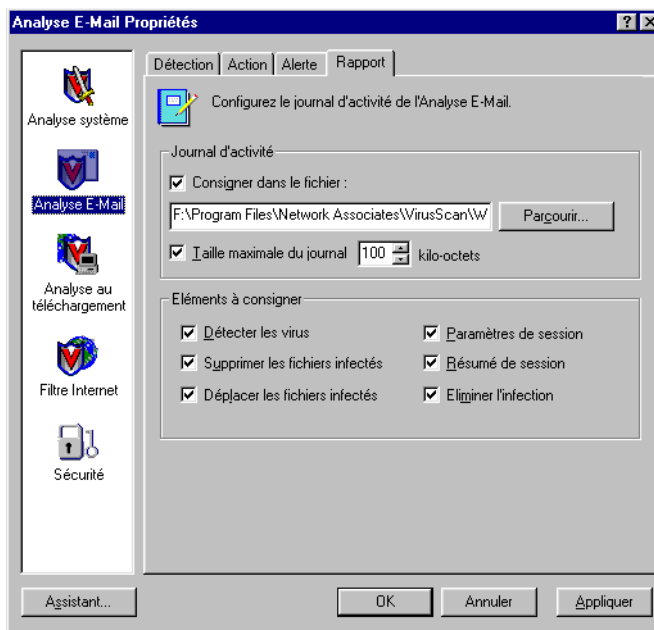 Analyse E-Mail Propriétés
Analyse système
Analyse E-Mail
Analyse au
téléchargement
Filtre Internet
Sécurité
Détection
Action
Alerte
Rapport
Configurez le journal d'activité de l'Analyse E-Mail.
Journal d'activité
Consigner dans le fichier :
F:\Program Files\Network Associates\VirusScan\W
Parcourir...
Taille maximale du journal 100 kilo-octets
Eléments à consigner
Détecter les virus
Paramètres de session
Supprimer les fichiers infectés
Résumé de session
Déplacer les fichiers infectés
Eliminer l'infection
Assistant...
OK
Annuler
Appliquer